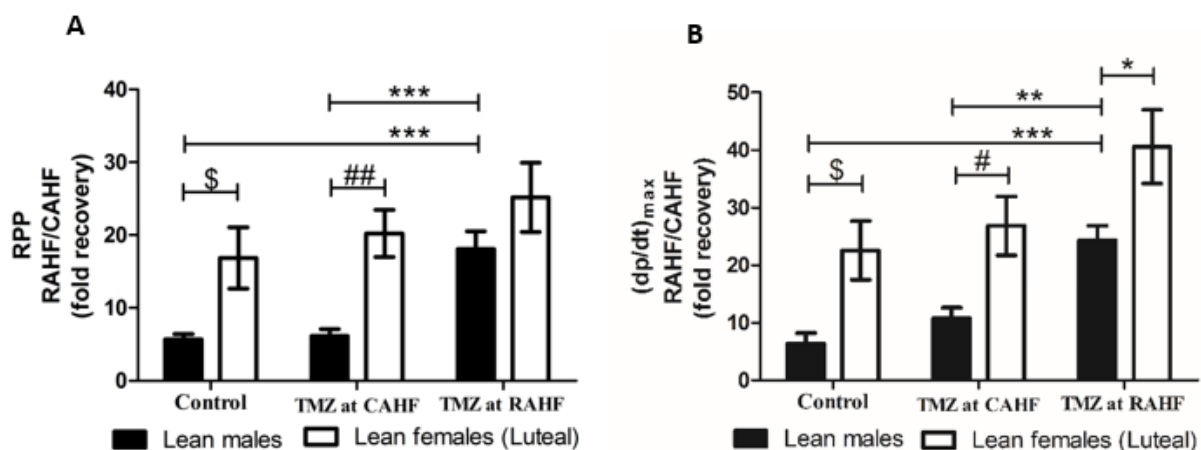 A
RPP
RAHF/CAHF
(fold recovery)
40
30
20
10
0
***
***
$
##
Control
TMZ at CAHF
TMZ at RAHF
Lean males
Lean females (Luteal)
B
(dp/dt)max
RAHF/CAHF
(fold recovery)
50
40
30
20
10
0
*
**
***
$
#
Control
TMZ at CAHF
TMZ at RAHF
Lean males
Lean females (Luteal)